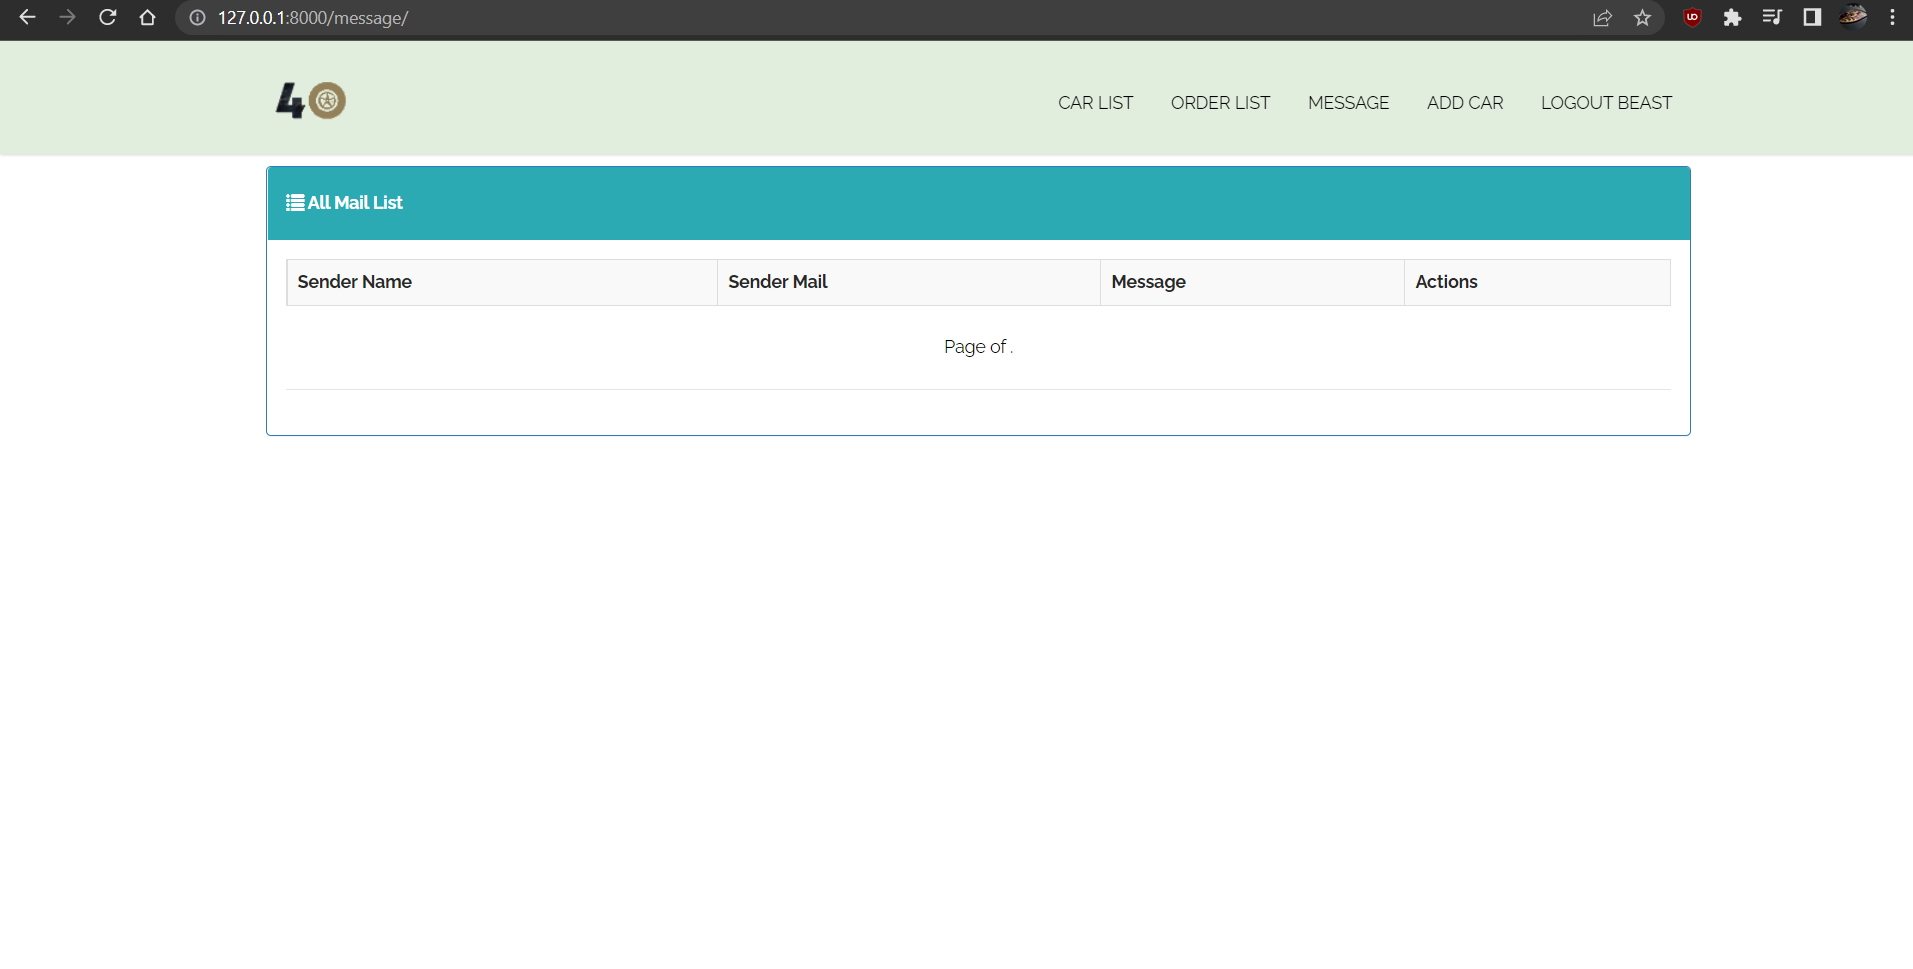 127.0.0.1:8000/message/
40
CAR LIST ORDER LIST MESSAGE ADD CAR LOGOUT BEAST
All Mail List
Sender Name Sender Mail Message Actions
Page of .